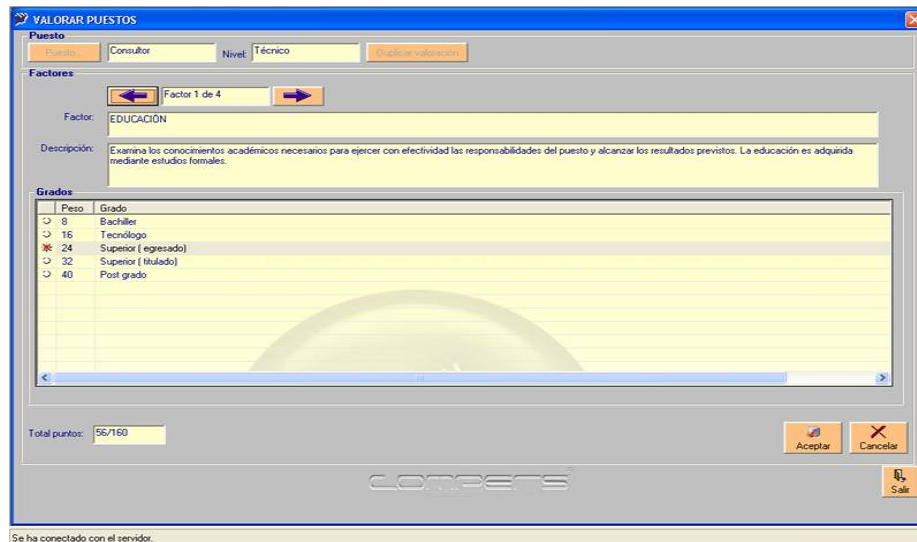 VALORAR PUESTOS
Puesto
Puesto... Consultor Nivel: Técnico Duplicar valoración
Factores
Factor 1 de 4
Factor: EDUCACIÓN
Descripción: Examina los conocimientos académicos necesarios para ejercer con efectividad las responsabilidades del puesto y alcanzar los resultados previstos. La educación es adquirida
mediante estudios formales.
Grados
Peso Grado
8 Bachiller
16 Tecnólogo
24 Superior ( egresado)
32 Superior ( titulado)
40 Post grado
Total puntos: 56/160
Aceptar Cancelar
COMPERS
Salir
Se ha conectado con el servidor.